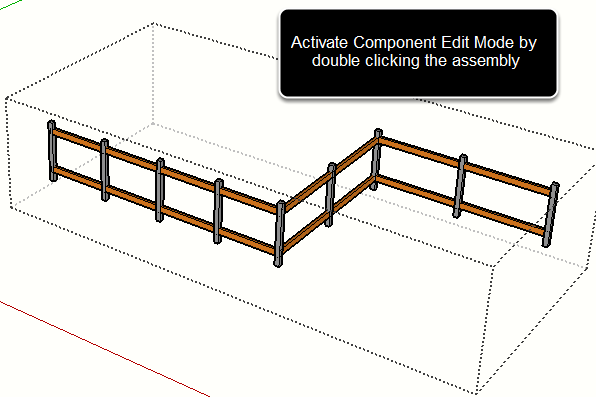 Activate Component Edit Mode by
double clicking the assembly